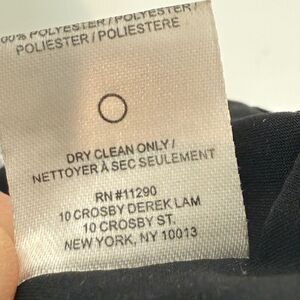 00% POLYESTER / POLYESTER /
POLIESTER / POLIESTERE
DRY CLEAN ONLY /
NETTOYER À SEC SEULEMENT
RN #11290
10 CROSBY DEREK LAM
10 CROSBY ST.
NEW YORK, NY 10013